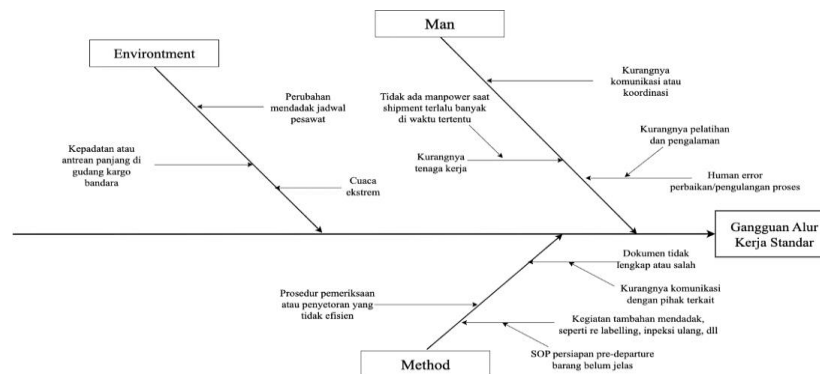 Man
Environtment
Kurangnya
komunikasi atau
koordinasi
Perubahan
mendadak jadwal
pesawat
Tidak ada manpower saat
shipment terlalu banyak
di waktu tertentu
Kurangnya pelatihan
dan pengalaman
Kepadatan atau
antrean panjang di
gudang kargo
bandara
Kurangnya
tenaga kerja
Human error
perbaikan/pengulangan proses
Cuaca
ekstrem
Gangguan Alur
Kerja Standar
Dokumen tidak
lengkap atau salah
Kurangnya komunikasi
dengan pihak terkait
Prosedur pemeriksaan
atau penyetoran yang
tidak efisien
Kegiatan tambahan mendadak,
seperti re labelling, inpeksi ulang, dll
SOP persiapan pre-departure
barang belum jelas
Method